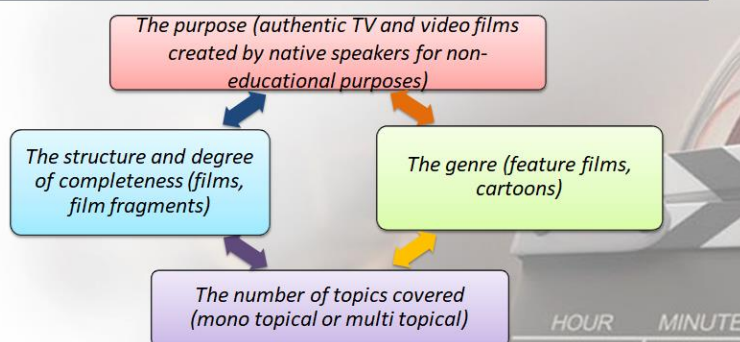 The purpose (authentic TV and video films
created by native speakers for non-
educational purposes)
The structure and degree
of completeness (films,
film fragments)
The genre (feature films,
cartoons)
The number of topics covered
(mono topical or multi topical)
HOUR MINUTE